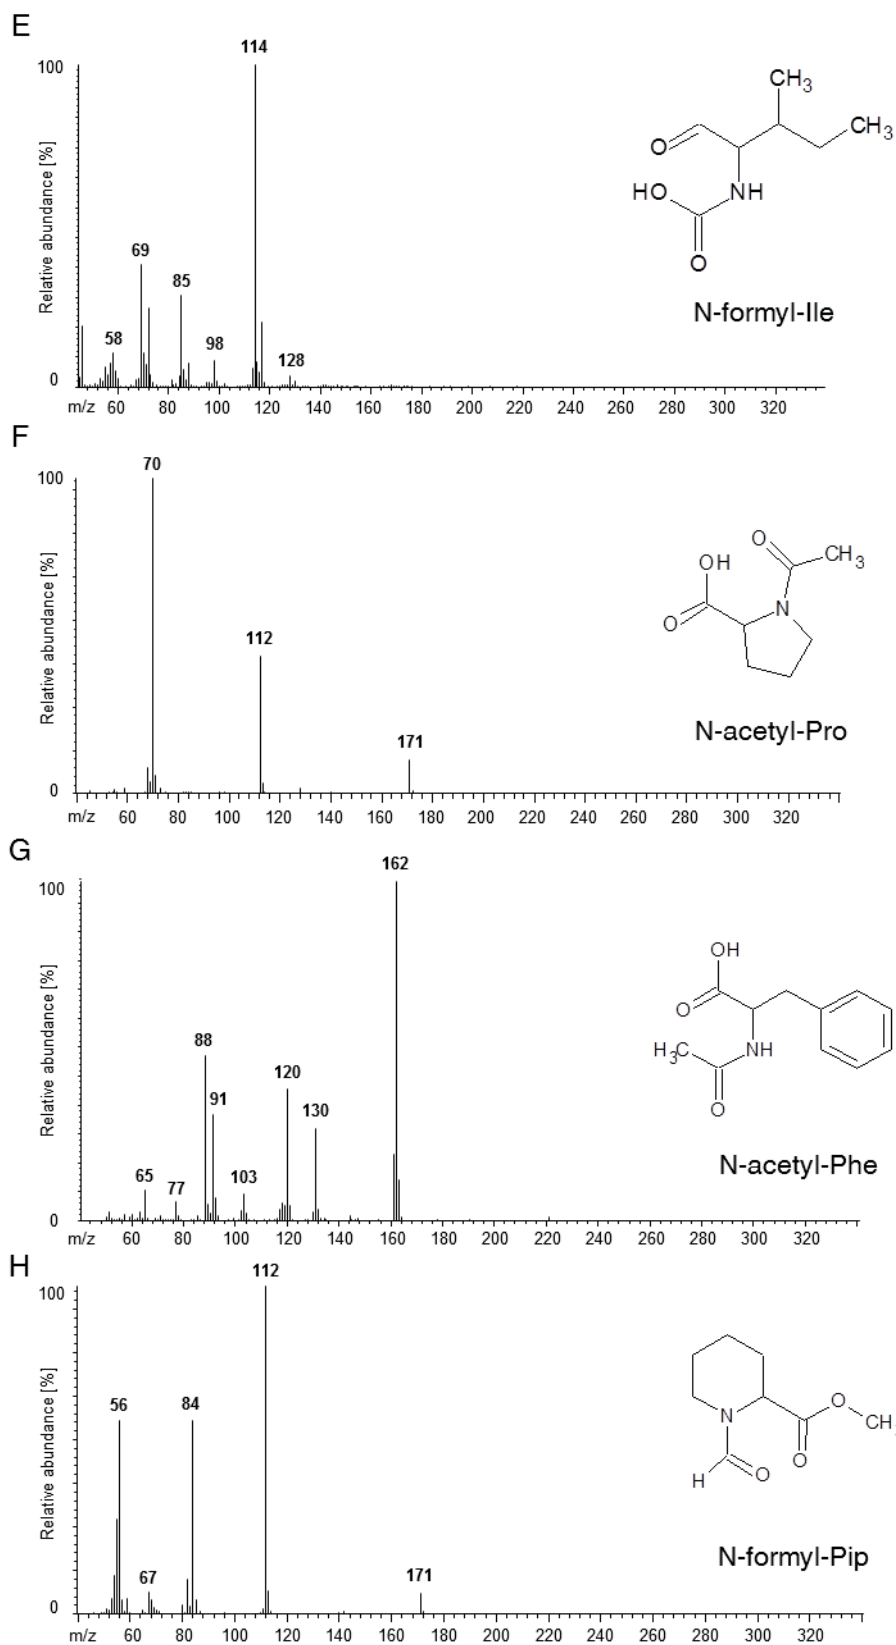 E
114
100
Relative abundance [%]
69
85
58
98
128
0
m/z 60 80 100 120 140 160 180 200 220 240 260 280 300 320
CH₃
O
CH₃
HO
NH
O
N-formyl-Ile
F
70
100
Relative abundance [%]
112
171
0
m/z 60 80 100 120 140 160 180 200 220 240 260 280 300 320
O
OH
CH₃
O
N
N-acetyl-Pro
G
162
100
Relative abundance [%]
88
91
120
130
65
77
103
0
m/z 60 80 100 120 140 160 180 200 220 240 260 280 300 320
OH
O
H₃C
NH
O
N-acetyl-Phe
H
112
100
Relative abundance [%]
56
84
67
171
0
m/z 60 80 100 120 140 160 180 200 220 240 260 280 300 320
N
O
CH₃
O
H
O
N-formyl-Pip